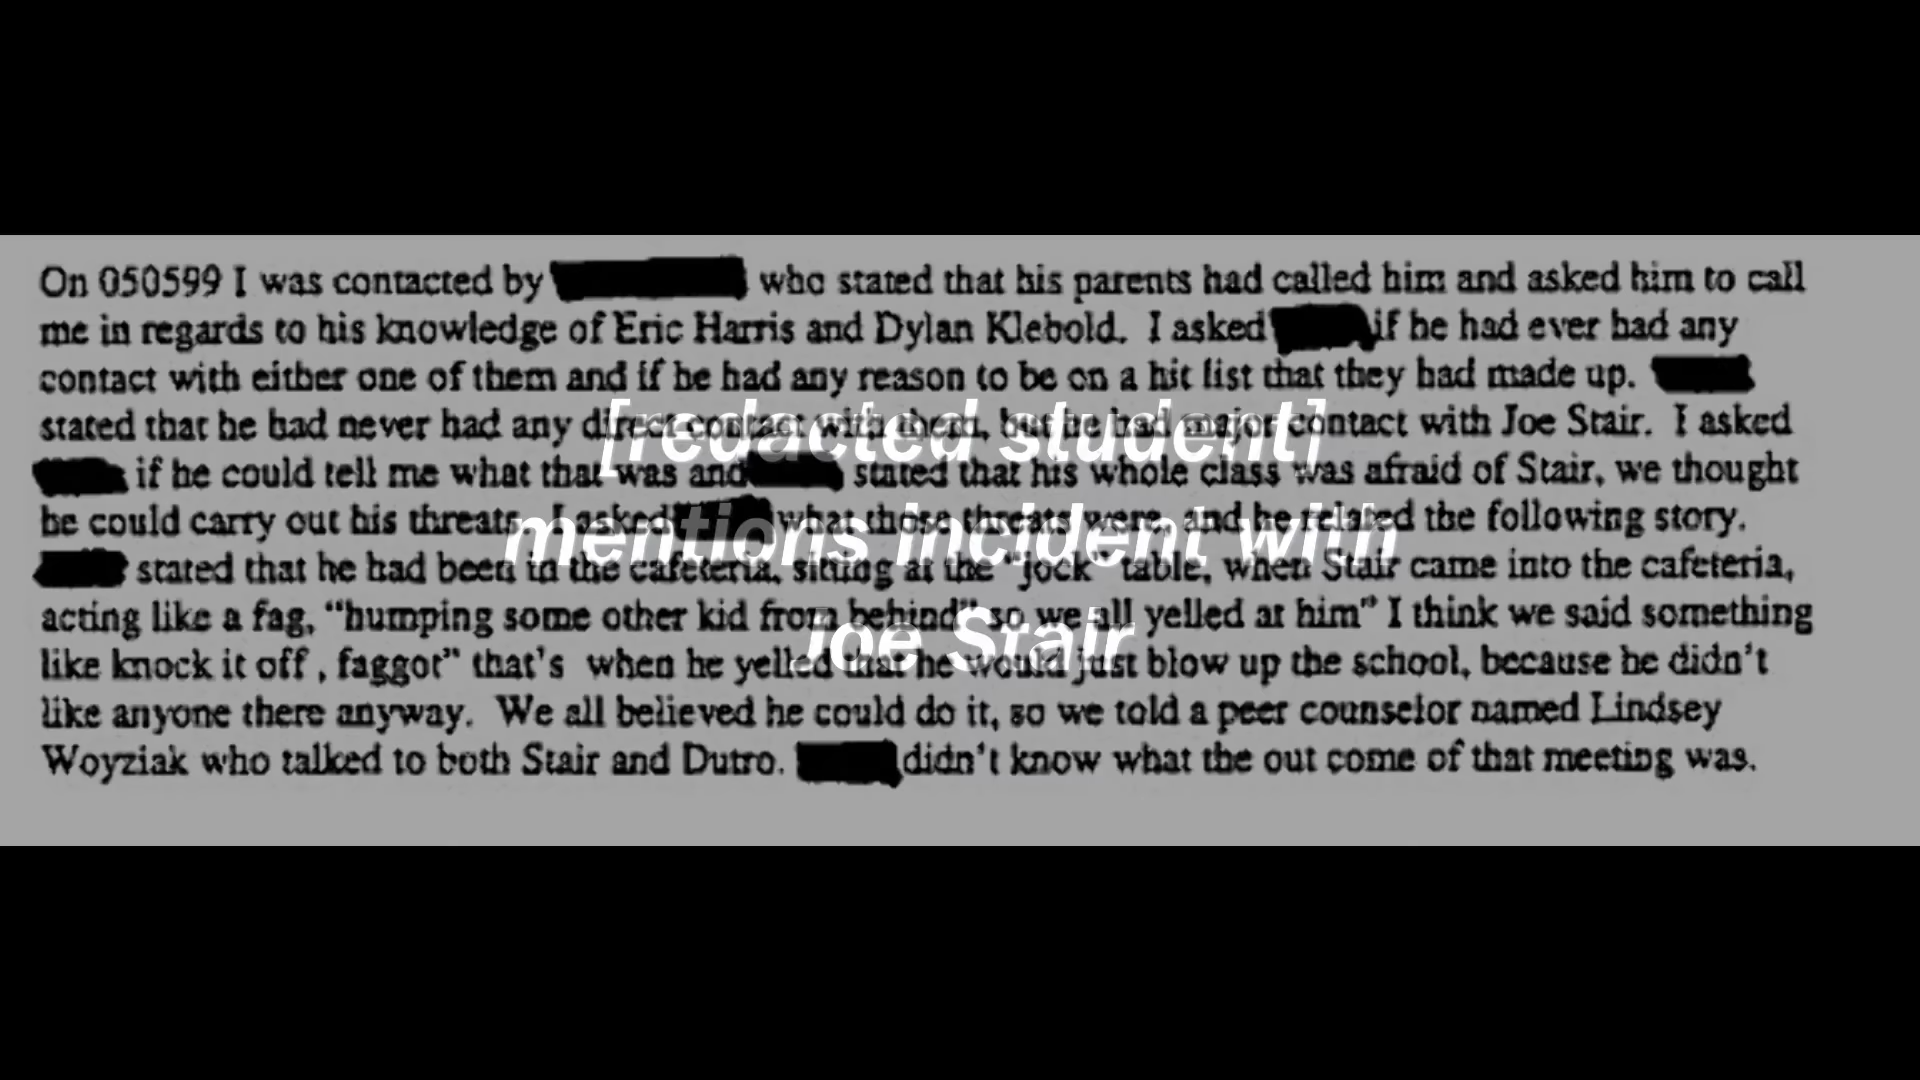 On 050599 I was contacted by who stated that his parents had called him and asked him to call
me in regards to his knowledge of Eric Harris and Dylan Klebold. I asked if he had ever had any
contact with either one of them and if he had any reason to be on a hit list that they had made up.
stated that he had never had any direct contact with them, but he had major contact with Joe Stair. I asked
if he could tell me what that was and stated that his whole class was afraid of Stair, we thought
he could carry out his threats. I asked what those threats were, and he related the following story.
stated that he had been in the cafeteria, sitting at the "jock" table, when Stair came into the cafeteria,
acting like a fag, "humping some other kid from behind" so we all yelled at him" I think we said something
like knock it off , faggot" that's when he yelled that he would just blow up the school, because he didn't
like anyone there anyway. We all believed he could do it, so we told a peer counselor named Lindsey
Woyziak who talked to both Stair and Dutro. didn't know what the out come of that meeting was.
[redacted student]
mentions incident with
Joe Stair